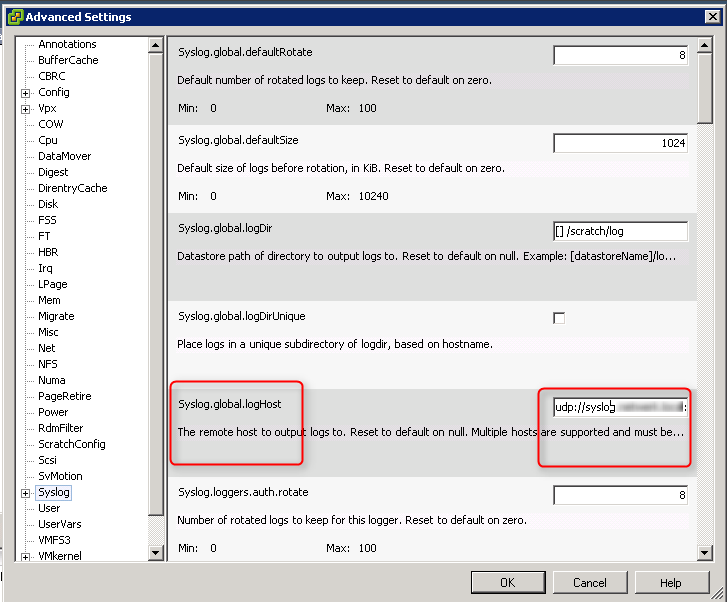 Advanced Settings
Annotations
BufferCache
CBRC
Config
Vpx
COW
Cpu
DataMover
Digest
DirentryCache
Disk
FSS
FT
HBR
Irq
LPage
Mem
Migrate
Misc
Net
NFS
Numa
PageRetire
Power
RdmFilter
ScratchConfig
Scsi
SvMotion
Syslog
User
UserVars
VMFS3
VMkernel
Syslog.global.defaultRotate 8
Default number of rotated logs to keep. Reset to default on zero.
Min: 0 Max: 100
Syslog.global.defaultSize 1024
Default size of logs before rotation, in KiB. Reset to default on zero.
Min: 0 Max: 10240
Syslog.global.logDir [] /scratch/log
Datastore path of directory to output logs to. Reset to default on null. Example: [datastoreName]/lo...
Syslog.global.logDirUnique
Place logs in a unique subdirectory of logdir, based on hostname.
Syslog.global.logHost udp://syslog
The remote host to output logs to. Reset to default on null. Multiple hosts are supported and must be...
Syslog.loggers.auth.rotate 8
Number of rotated logs to keep for this logger. Reset to default on zero.
Min: 0 Max: 100
OK Cancel Help